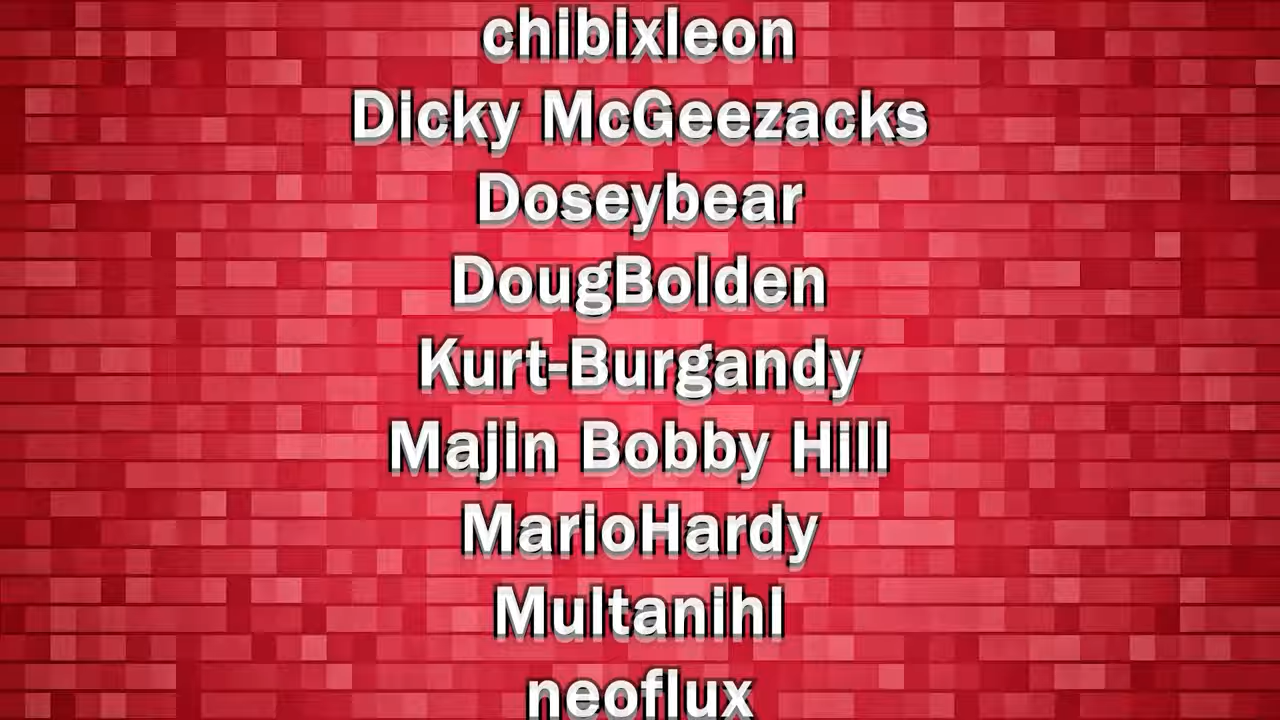 chibixleon
Dicky McGeezacks
Doseybear
DougBolden
Kurt-Burgandy
Majin Bobby Hill
MarioHardy
Multanihl
neoflux